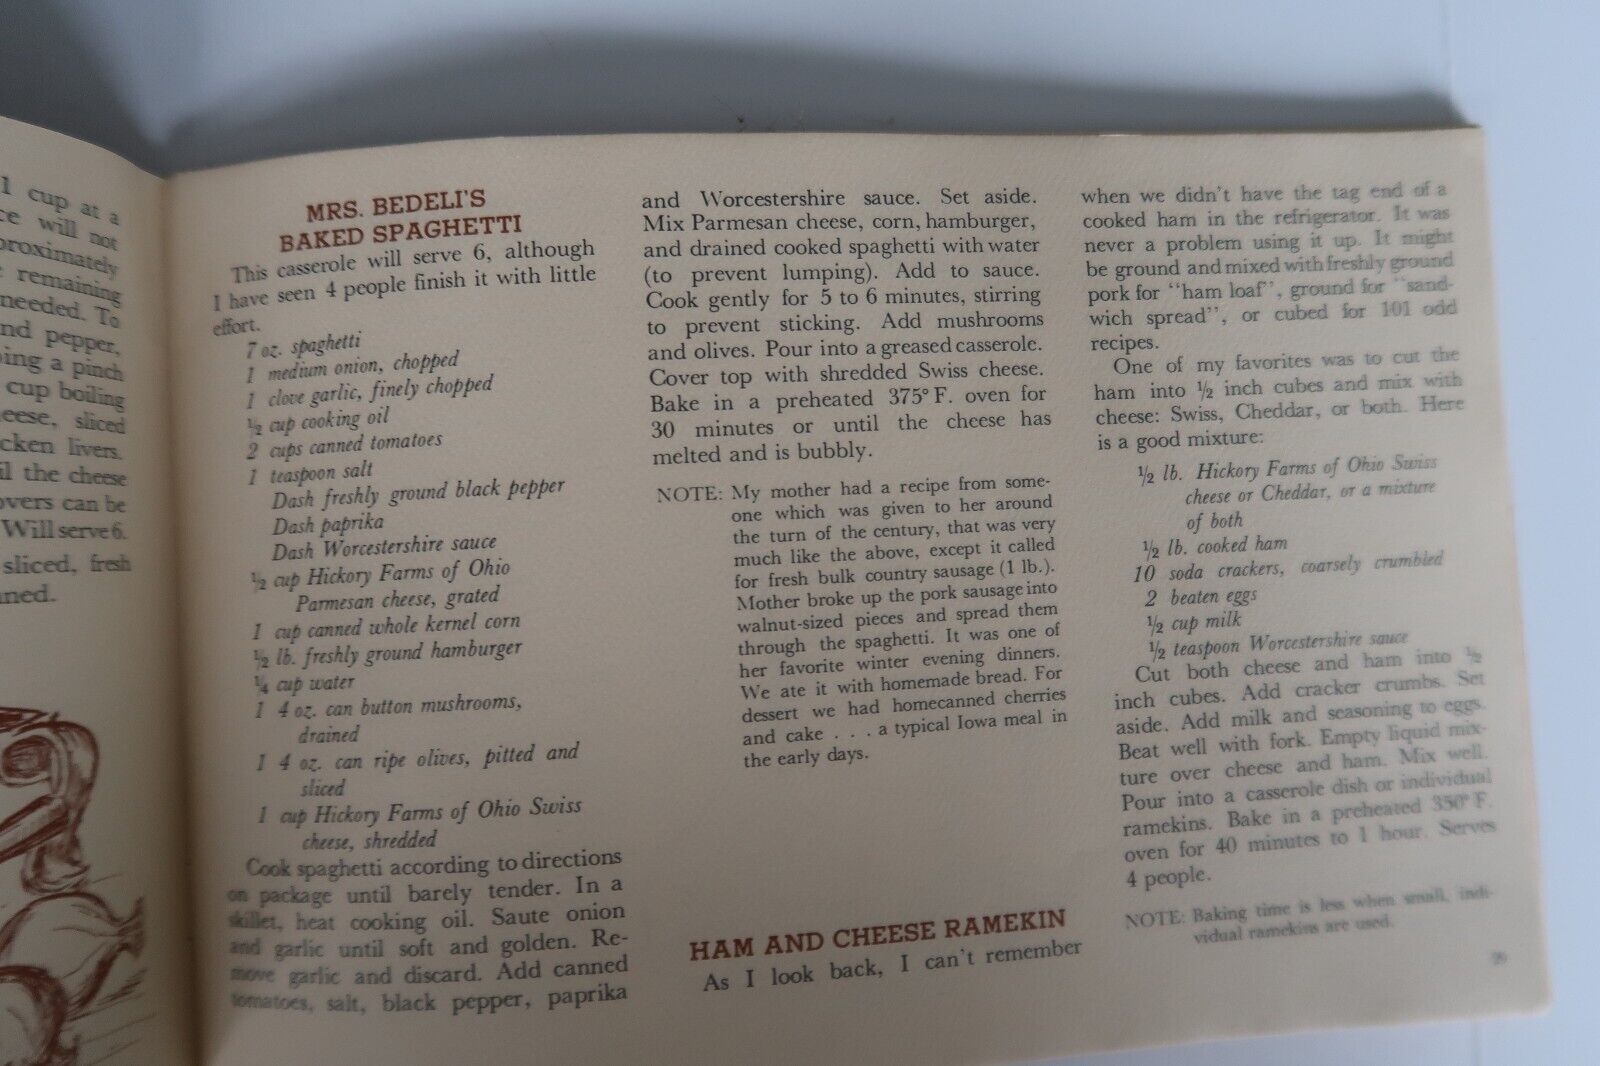 1 cup at a
ce will not
proximately
remaining
needed. To
nd pepper,
ing a pinch
cup boiling
eese, sliced
cken livers.
il the cheese
overs can be
Will serve 6.
sliced, fresh
ned.
MRS. BEDELI'S
BAKED SPAGHETTI
This casserole will serve 6, although
I have seen 4 people finish it with little
effort.
7 oz. spaghetti
1 medium onion, chopped
1 clove garlic, finely chopped
½ cup cooking oil
2 cups canned tomatoes
1 teaspoon salt
Dash freshly ground black pepper
Dash paprika
Dash Worcestershire sauce
½ cup Hickory Farms of Ohio
Parmesan cheese, grated
1 cup canned whole kernel corn
½ lb. freshly ground hamburger
¼ cup water
1 4 oz. can button mushrooms,
drained
1 4 oz. can ripe olives, pitted and
sliced
1 cup Hickory Farms of Ohio Swiss
cheese, shredded
Cook spaghetti according to directions
on package until barely tender. In a
skillet, heat cooking oil. Saute onion
and garlic until soft and golden. Re-
move garlic and discard. Add canned
tomatoes, salt, black pepper, paprika
and Worcestershire sauce. Set aside.
Mix Parmesan cheese, corn, hamburger,
and drained cooked spaghetti with water
(to prevent lumping). Add to sauce.
Cook gently for 5 to 6 minutes, stirring
to prevent sticking. Add mushrooms
and olives. Pour into a greased casserole.
Cover top with shredded Swiss cheese.
Bake in a preheated 375° F. oven for
30 minutes or until the cheese has
melted and is bubbly.
NOTE: My mother had a recipe from some-
one which was given to her around
the turn of the century, that was very
much like the above, except it called
for fresh bulk country sausage (1 lb.).
Mother broke up the pork sausage into
walnut-sized pieces and spread them
through the spaghetti. It was one of
her favorite winter evening dinners.
We ate it with homemade bread. For
dessert we had homecanned cherries
and cake . . . a typical Iowa meal in
the early days.
HAM AND CHEESE RAMEKIN
As I look back, I can't remember
when we didn't have the tag end of a
cooked ham in the refrigerator. It was
never a problem using it up. It might
be ground and mixed with freshly ground
pork for "ham loaf", ground for "sand-
wich spread", or cubed for 101 odd
recipes.
One of my favorites was to cut the
ham into ½ inch cubes and mix with
cheese: Swiss, Cheddar, or both. Here
is a good mixture:
½ lb. Hickory Farms of Ohio Swiss
cheese or Cheddar, or a mixture
of both
½ lb. cooked ham
10 soda crackers, coarsely crumbled
2 beaten eggs
½ cup milk
½ teaspoon Worcestershire sauce
Cut both cheese and ham into ½
inch cubes. Add cracker crumbs. Set
aside. Add milk and seasoning to eggs.
Beat well with fork. Empty liquid mix-
ture over cheese and ham. Mix well.
Pour into a casserole dish or individual
ramekins. Bake in a preheated 350° F.
oven for 40 minutes to 1 hour. Serves
4 people.
NOTE: Baking time is less when small, indi-
vidual ramekins are used.